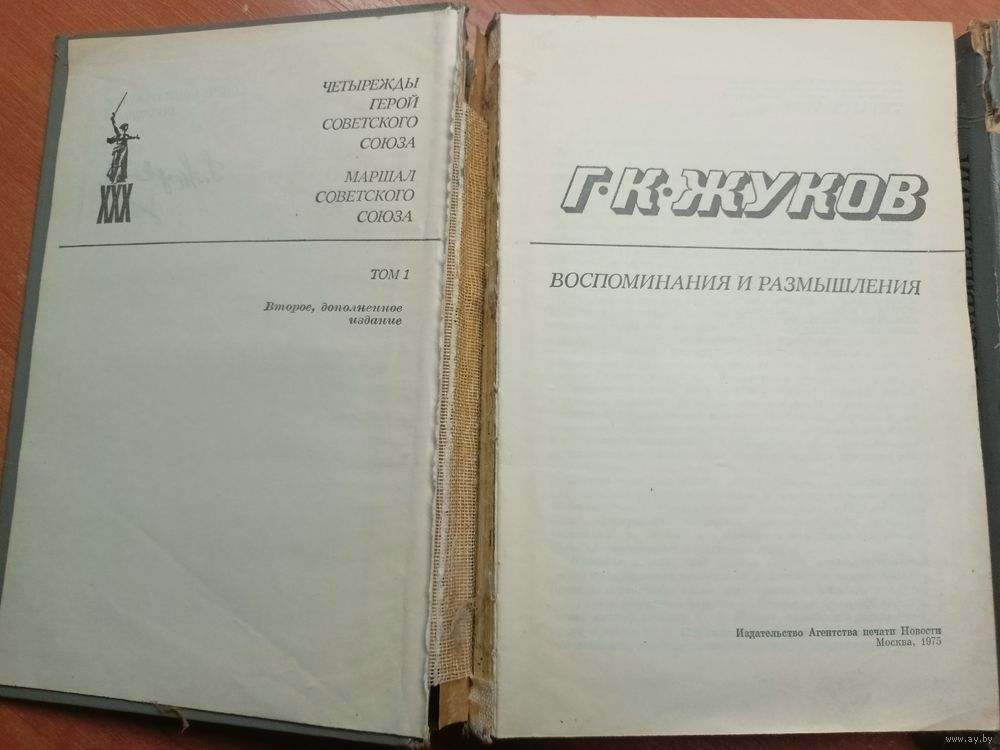 ЧЕТЫРЕЖДЫ
ГЕРОЙ
СОВЕТСКОГО
СОЮЗА
МАРШАЛ
СОВЕТСКОГО
СОЮЗА
XXX
ТОМ 1
Второе, дополненное
издание
Г·К·ЖУКОВ
ВОСПОМИНАНИЯ И РАЗМЫШЛЕНИЯ
Издательство Агентства печати Новости
Москва, 1975
www.ay.by